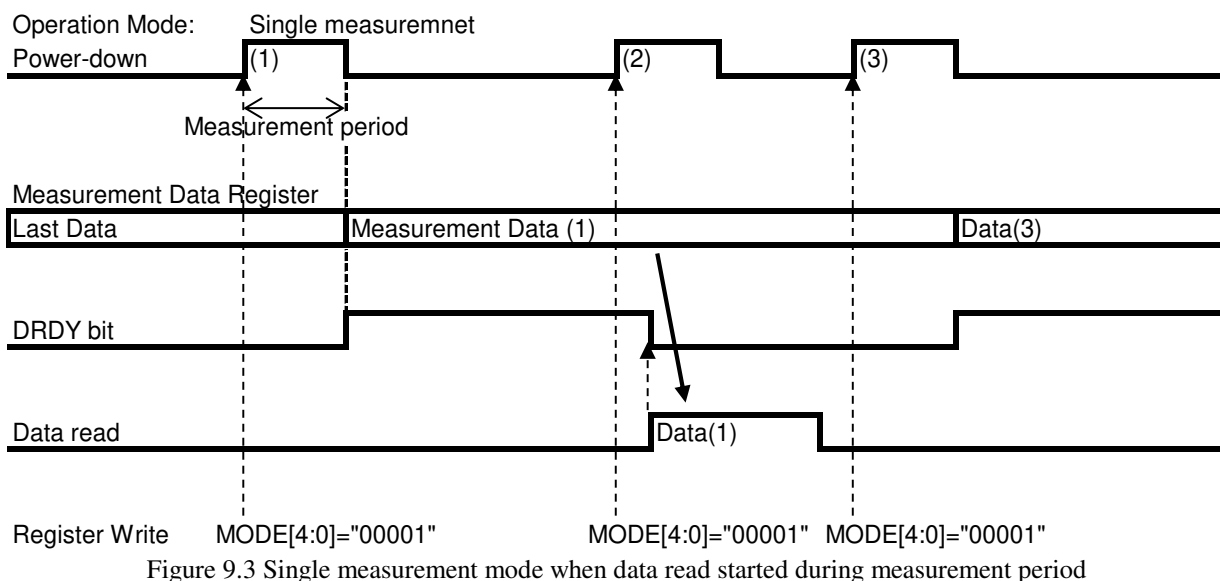 Operation Mode: Single measuremnet
Power-down
(1) (2) (3)
Measurement period
Measurement Data Register
Last Data Measurement Data (1) Data(3)
DRDY bit
Data read Data(1)
Register Write MODE[4:0]="00001" MODE[4:0]="00001" MODE[4:0]="00001"
Figure 9.3 Single measurement mode when data read started during measurement period